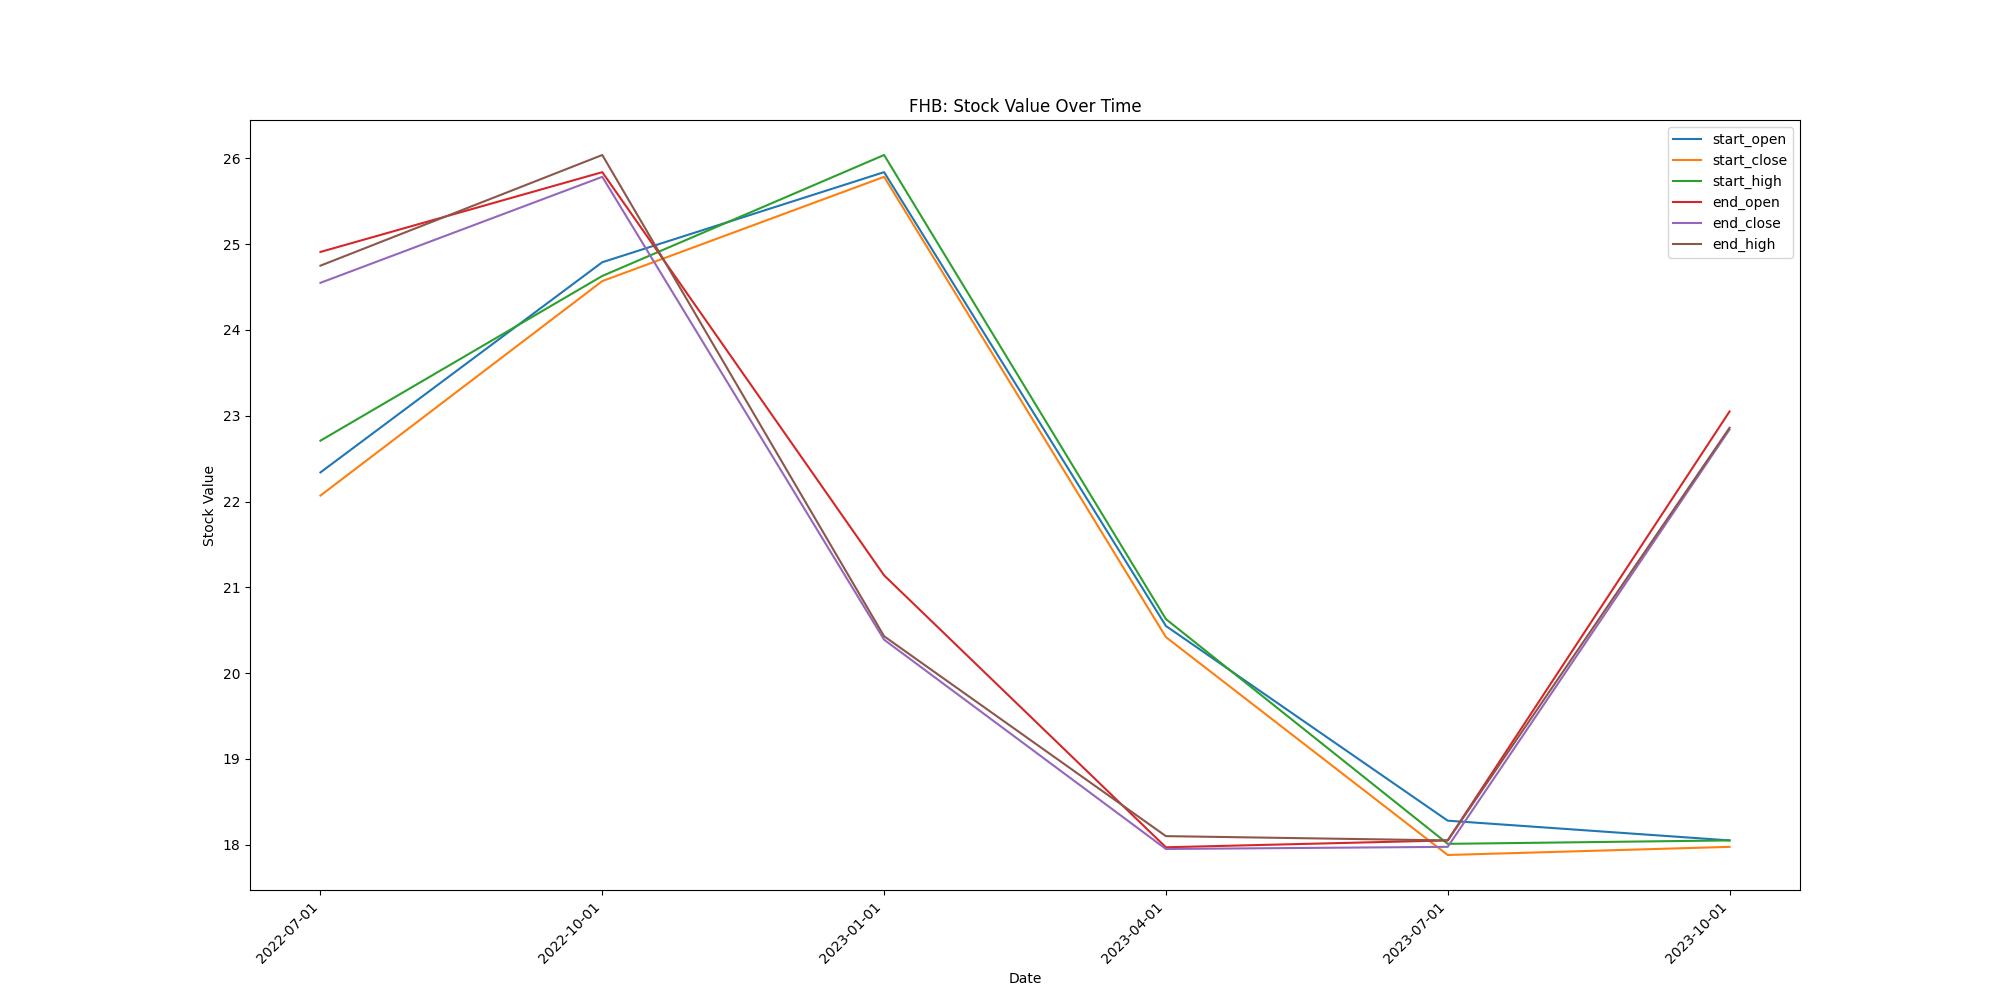 FHB: Stock Value Over Time
start_open
start_close
start_high
end_open
end_close
end_high
26
25
24
23
22
21
20
19
18
Stock Value
2022-07-01
2022-10-01
2023-01-01
2023-04-01
2023-07-01
2023-10-01
Date